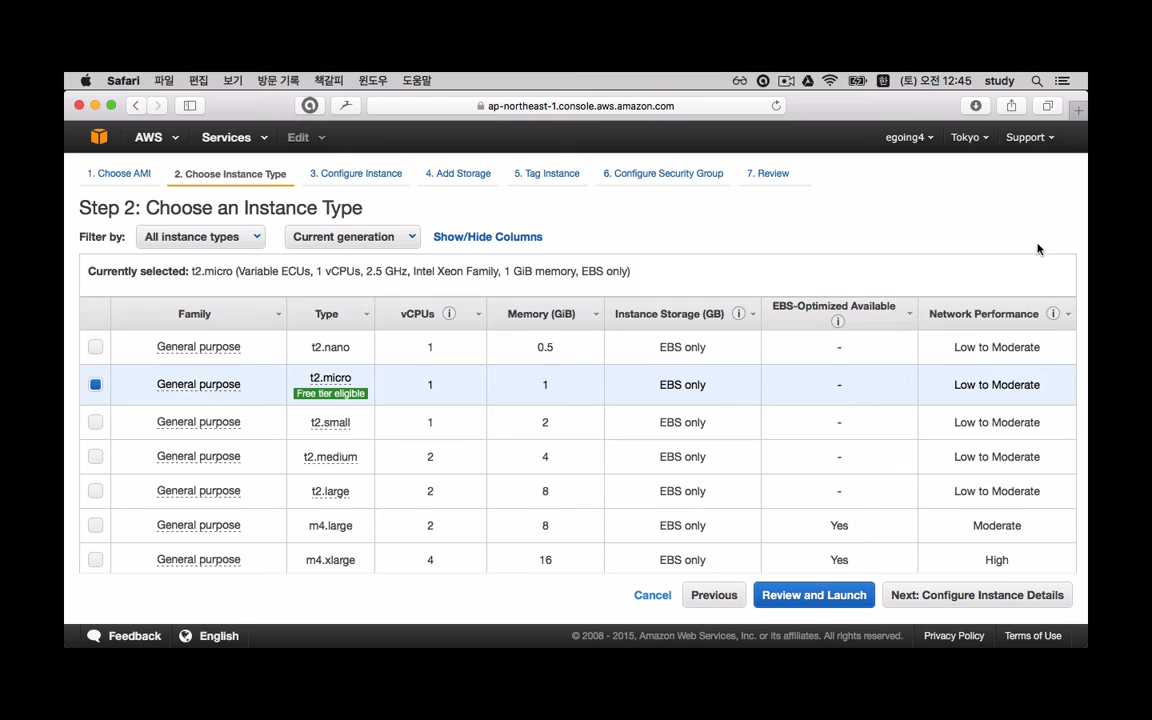 Safari 파일 편집 보기 방문 기록 책갈피 윈도우 도움말 한 (토) 오전 12:45 study
ap-northeast-1.console.aws.amazon.com
AWS Services Edit egoing4 Tokyo Support
1. Choose AMI 2. Choose Instance Type 3. Configure Instance 4. Add Storage 5. Tag Instance 6. Configure Security Group 7. Review
Step 2: Choose an Instance Type
Filter by: All instance types Current generation Show/Hide Columns
Currently selected: t2.micro (Variable ECUs, 1 vCPUs, 2.5 GHz, Intel Xeon Family, 1 GiB memory, EBS only)
Family Type vCPUs Memory (GiB) Instance Storage (GB) EBS-Optimized Available Network Performance
General purpose t2.nano 1 0.5 EBS only - Low to Moderate
General purpose t2.micro 1 1 EBS only - Low to Moderate
Free tier eligible
General purpose t2.small 1 2 EBS only - Low to Moderate
General purpose t2.medium 2 4 EBS only - Low to Moderate
General purpose t2.large 2 8 EBS only - Low to Moderate
General purpose m4.large 2 8 EBS only Yes Moderate
General purpose m4.xlarge 4 16 EBS only Yes High
Cancel Previous Review and Launch Next: Configure Instance Details
Feedback English © 2008 - 2015, Amazon Web Services, Inc. or its affiliates. All rights reserved. Privacy Policy Terms of Use